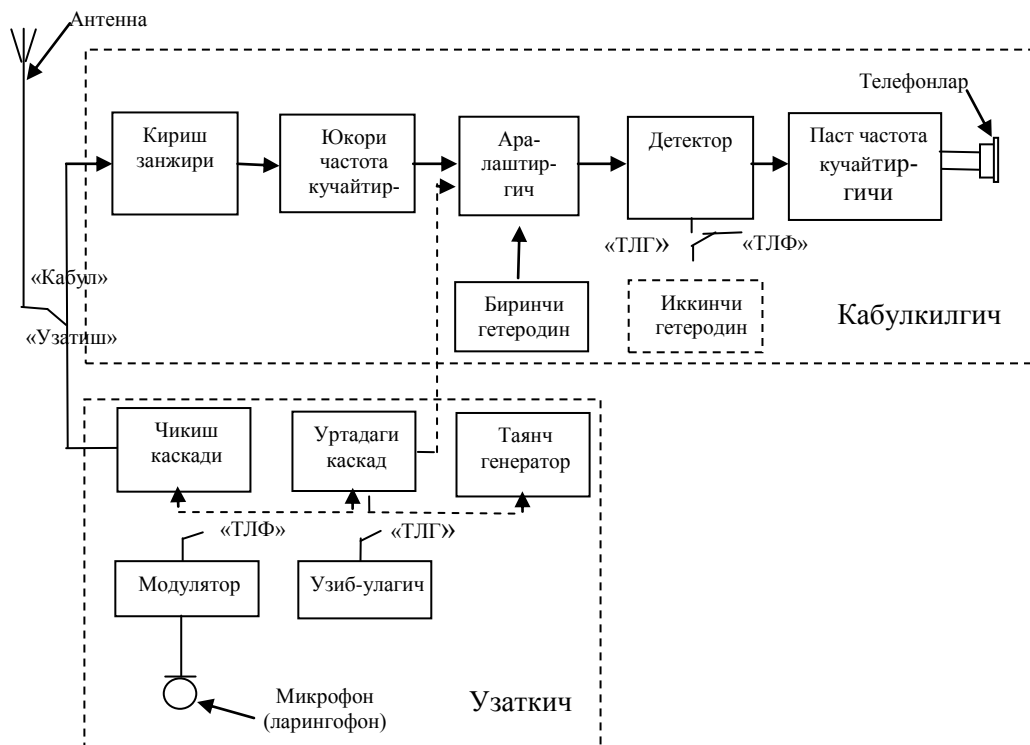 Антенна
Телефонлар
Кириш
занжири
Юкори
частота
кучайтир-
Ара-
лаштир-
гич
Детектор
Паст частота
кучайтир-
гичи
«ТЛГ»
«ТЛФ»
«Кабул»
«Узатиш»
Биринчи
гетеродин
Иккинчи
гетеродин
Кабулкилгич
Чикиш
каскади
Уртадаги
каскад
Таянч
генератор
«ТЛФ»
«ТЛГ»
Модулятор
Узиб-улагич
Микрофон
(ларингофон)
Узаткич